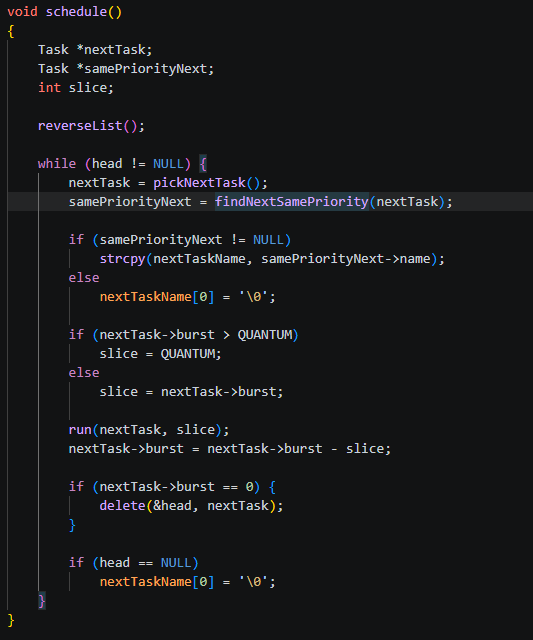 void schedule()
{
    Task *nextTask;
    Task *samePriorityNext;
    int slice;

    reverseList();

    while (head != NULL) {
        nextTask = pickNextTask();
        samePriorityNext = findNextSamePriority(nextTask);

        if (samePriorityNext != NULL)
            strcpy(nextTaskName, samePriorityNext->name);
        else
            nextTaskName[0] = '\0';

        if (nextTask->burst > QUANTUM)
            slice = QUANTUM;
        else
            slice = nextTask->burst;

        run(nextTask, slice);
        nextTask->burst = nextTask->burst - slice;

        if (nextTask->burst == 0) {
            delete(&head, nextTask);
        }

        if (head == NULL)
            nextTaskName[0] = '\0';
    }
}